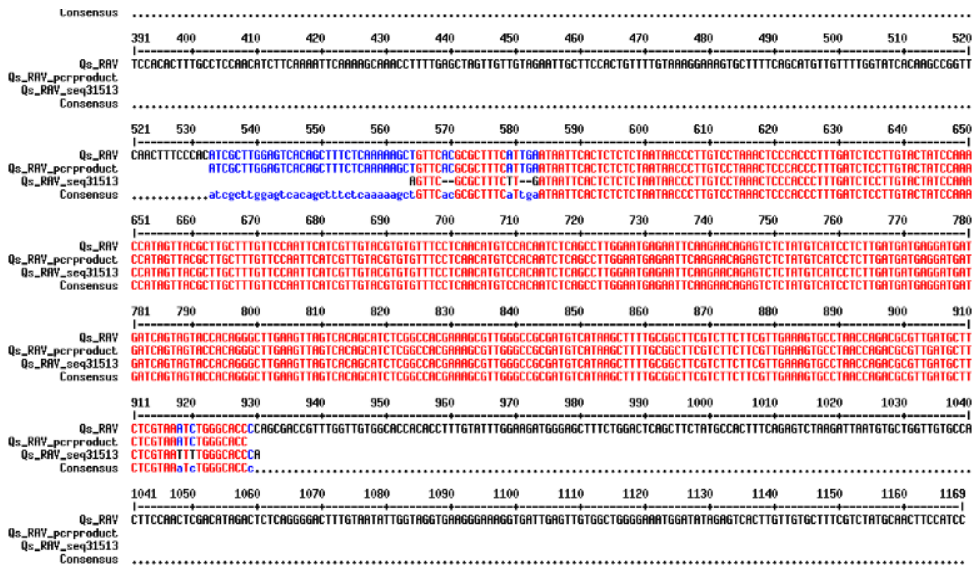 Consensus ..................................................................................................................................
391 400 410 420 430 440 450 460 470 480 490 500 510 520
|--------+---------+---------+---------+---------+---------+---------+---------+---------+---------+---------+---------+---------|
Qs_RAV TCCACACTTTGCCTCCAACATCTTCAAAATTCAAAAGCAAACCTTTTGAGCTAGTTGTTGTAGAATTGCTTCCACTGTTTTGTAAAGGAAAGTGCTTTTCAGCATGTTGTTTTGGTATCACAAGCCGGTT
Qs_RAV_pcrproduct
Qs_RAV_seq31513
Consensus ..................................................................................................................................
521 530 540 550 560 570 580 590 600 610 620 630 640 650
|--------+---------+---------+---------+---------+---------+---------+---------+---------+---------+---------+---------+---------|
Qs_RAV CAACTTTCCCACATCGCTTGGAGTCACAGCTTTCTCAAAAAGCTGTTCACGCGCTTTCATTGAATAATTCACTCTCTCTAATAACCCTTGTCCTAAACTCCCACCCTTTGATCTCCTTGTACTATCCAAA
Qs_RAV_pcrproduct ATCGCTTGGAGTCACAGCTTTCTCAAAAAGCTGTTCACGCGCTTTCATTGAATAATTCACTCTCTCTAATAACCCTTGTCCTAAACTCCCACCCTTTGATCTCCTTGTACTATCCAAA
Qs_RAV_seq31513 AGTTC--GCGCTTTCTT--GATAATTCACTCTCTCTAATAACCCTTGTCCTAAACTCCCACCCTTTGATCTCCTTGTACTATCCAAA
Consensus ............atcgcttggagtcacagctttctcaaaaagctGTTCacGCGCTTTCaTtgaATAATTCACTCTCTCTAATAACCCTTGTCCTAAACTCCCACCCTTTGATCTCCTTGTACTATCCAAA
651 660 670 680 690 700 710 720 730 740 750 760 770 780
|--------+---------+---------+---------+---------+---------+---------+---------+---------+---------+---------+---------+---------|
Qs_RAV CCATAGTTACGCTTGCTTTGTTCCAATTCATCGTTGTACGTGTGTTTCCTCAACATGTCCACAATCTCAGCCTTGGAATGAGAATTCAAGAACAGAGTCTCTATGTCATCCTCTTGATGATGAGGATGAT
Qs_RAV_pcrproduct CCATAGTTACGCTTGCTTTGTTCCAATTCATCGTTGTACGTGTGTTTCCTCAACATGTCCACAATCTCAGCCTTGGAATGAGAATTCAAGAACAGAGTCTCTATGTCATCCTCTTGATGATGAGGATGAT
Qs_RAV_seq31513 CCATAGTTACGCTTGCTTTGTTCCAATTCATCGTTGTACGTGTGTTTCCTCAACATGTCCACAATCTCAGCCTTGGAATGAGAATTCAAGAACAGAGTCTCTATGTCATCCTCTTGATGATGAGGATGAT
Consensus CCATAGTTACGCTTGCTTTGTTCCAATTCATCGTTGTACGTGTGTTTCCTCAACATGTCCACAATCTCAGCCTTGGAATGAGAATTCAAGAACAGAGTCTCTATGTCATCCTCTTGATGATGAGGATGAT
781 790 800 810 820 830 840 850 860 870 880 890 900 910
|--------+---------+---------+---------+---------+---------+---------+---------+---------+---------+---------+---------+---------|
Qs_RAV GATCAGTAGTACCACAGGGCTTGAAGTTAGTCACAGCATCTCGGCCACGAAAGCGTTGGGCCGCGATGTCATAAGCTTTTGCGGCTTCGTCTTCTTCGTTGAAAGTGCCTAACCAGACGCGTTGATGCTT
Qs_RAV_pcrproduct GATCAGTAGTACCACAGGGCTTGAAGTTAGTCACAGCATCTCGGCCACGAAAGCGTTGGGCCGCGATGTCATAAGCTTTTGCGGCTTCGTCTTCTTCGTTGAAAGTGCCTAACCAGACGCGTTGATGCTT
Qs_RAV_seq31513 GATCAGTAGTACCACAGGGCTTGAAGTTAGTCACAGCATCTCGGCCACGAAAGCGTTGGGCCGCGATGTCATAAGCTTTTGCGGCTTCGTCTTCTTCGTTGAAAGTGCCTAACCAGACGCGTTGATGCTT
Consensus GATCAGTAGTACCACAGGGCTTGAAGTTAGTCACAGCATCTCGGCCACGAAAGCGTTGGGCCGCGATGTCATAAGCTTTTGCGGCTTCGTCTTCTTCGTTGAAAGTGCCTAACCAGACGCGTTGATGCTT
911 920 930 940 950 960 970 980 990 1000 1010 1020 1030 1040
|--------+---------+---------+---------+---------+---------+---------+---------+---------+---------+---------+---------+---------|
Qs_RAV CTCGTAAATCTGGGCACCCCAGCGACCGTTTGGTTGTGGCACCACACCTTTGTATTGGAAGATGGGAGCTTTCTGGACTCAGCTTCTATGCCACTTTCAGAGTCTAAGATTAATGTGCTGGTTGTGCCA
Qs_RAV_pcrproduct CTCGTAAATCTGGGCACC
Qs_RAV_seq31513 CTCGTAATTTTGGGCACCCA
Consensus CTCGTAAaTcTGGGCACCc...............................................................................................................
1041 1050 1060 1070 1080 1090 1100 1110 1120 1130 1140 1150 1160 1169
|--------+---------+---------+---------+---------+---------+---------+---------+---------+---------+---------+---------+--------|
Qs_RAV CTTCCAACTCGACATAGACTCTCAGGGGACTTTGTAATATTGGTAGGTGAAGGGAAAGGTGATTGAGTTGTGGCTGGGGAAATGGATATAGAGTCACTTGTTGTGCTTTCGTCTATGCAACTTCCATCC
Qs_RAV_pcrproduct
Qs_RAV_seq31513
Consensus .................................................................................................................................